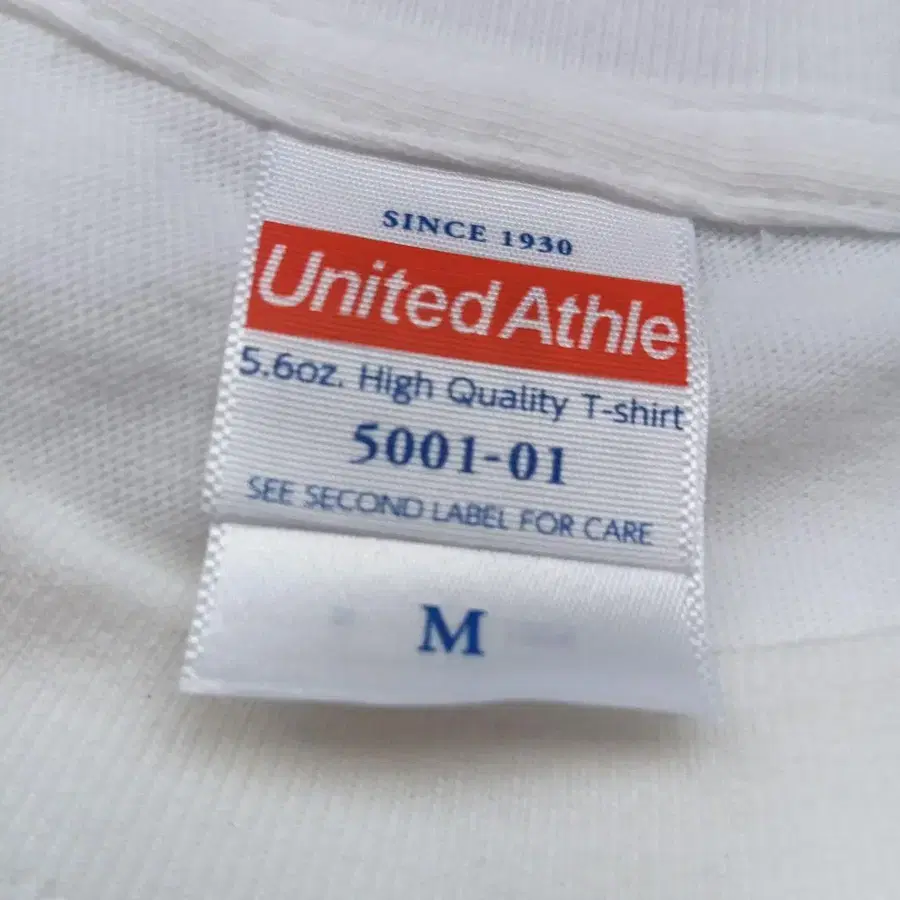 SINCE 1930
United Athle
5.6oz. High Quality T-shirt
5001-01
SEE SECOND LABEL FOR CARE
M